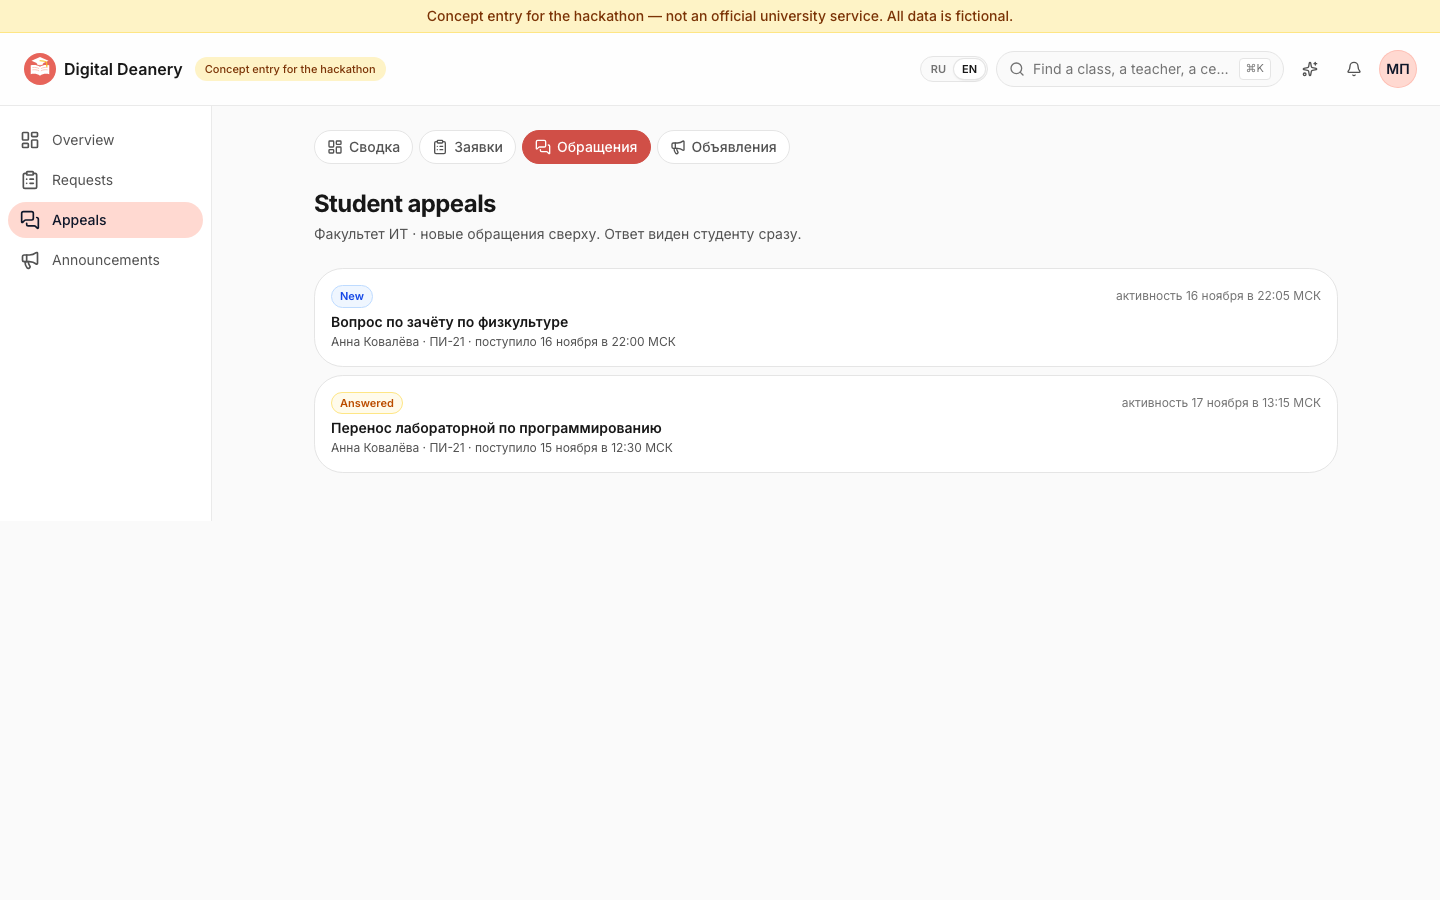 Concept entry for the hackathon — not an official university service. All data is fictional.
Digital Deanery
Concept entry for the hackathon
RU
EN
Find a class, a teacher, a ce...
⌘K
МП
Overview
Requests
Appeals
Announcements
Сводка
Заявки
Обращения
Объявления
Student appeals
Факультет ИТ · новые обращения сверху. Ответ виден студенту сразу.
New
активность 16 ноября в 22:05 МСК
Вопрос по зачёту по физкультуре
Анна Ковалёва · ПИ-21 · поступило 16 ноября в 22:00 МСК
Answered
активность 17 ноября в 13:15 МСК
Перенос лабораторной по программированию
Анна Ковалёва · ПИ-21 · поступило 15 ноября в 12:30 МСК